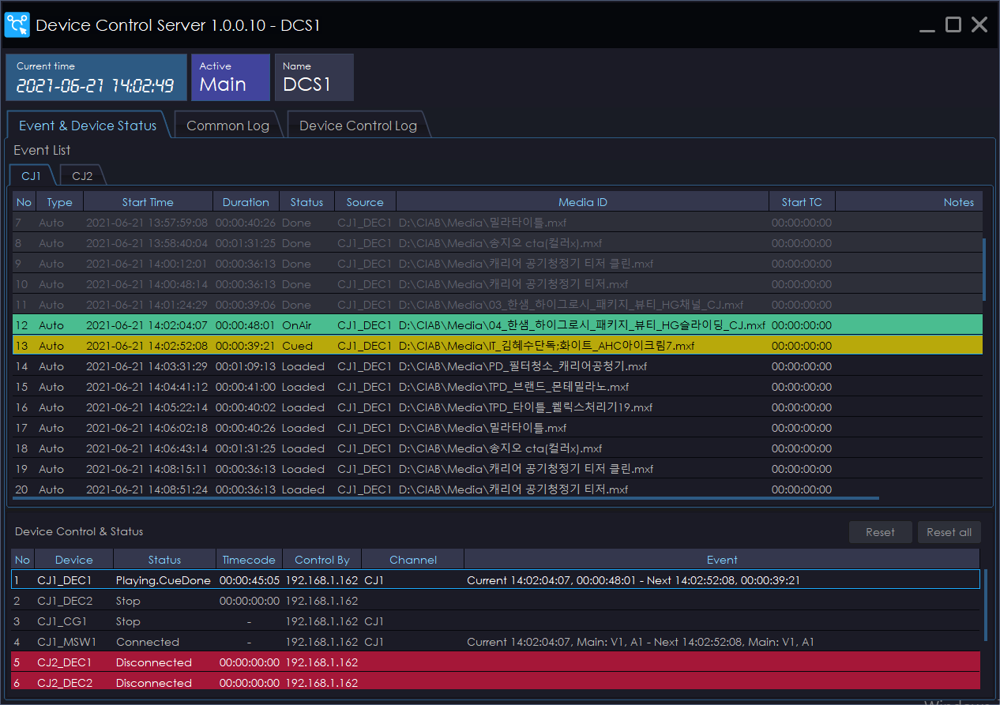 Device Control Server 1.0.0.10 - DCS1
Current time
2021-06-21 14:02:49
Active
Main
Name
DCS1
Event & Device Status
Common Log
Device Control Log
Event List
CJ1
CJ2
No Type Start Time Duration Status Source Media ID Start TC Notes
7 Auto 2021-06-21 13:57:59:08 00:00:40:26 Done CJ1_DEC1 D:\CIAB\Media\밀라타이틀.mxf 00:00:00:00
8 Auto 2021-06-21 13:58:40:04 00:01:31:25 Done CJ1_DEC1 D:\CIAB\Media\송지오 cta(컬러x).mxf 00:00:00:00
9 Auto 2021-06-21 14:00:12:01 00:00:36:13 Done CJ1_DEC1 D:\CIAB\Media\캐리어 공기청정기 티저 클린.mxf 00:00:00:00
10 Auto 2021-06-21 14:00:48:14 00:00:36:13 Done CJ1_DEC1 D:\CIAB\Media\캐리어 공기청정기 티저.mxf 00:00:00:00
11 Auto 2021-06-21 14:01:24:29 00:00:39:06 Done CJ1_DEC1 D:\CIAB\Media\03_한샘_하이그로시_패키지_뷰티_HG채널_CJ.mxf 00:00:00:00
12 Auto 2021-06-21 14:02:04:07 00:00:48:01 OnAir CJ1_DEC1 D:\CIAB\Media\04_한샘_하이그로시_패키지_뷰티_HG슬라이딩_CJ.mxf 00:00:00:00
13 Auto 2021-06-21 14:02:52:08 00:00:39:21 Cued CJ1_DEC1 D:\CIAB\Media\IT_김혜수단독;화이트_AHC아이크림7.mxf 00:00:00:00
14 Auto 2021-06-21 14:03:31:29 00:01:09:13 Loaded CJ1_DEC1 D:\CIAB\Media\PD_필터청소_캐리어공청기.mxf 00:00:00:00
15 Auto 2021-06-21 14:04:41:12 00:00:41:00 Loaded CJ1_DEC1 D:\CIAB\Media\TPD_브랜드_몬테밀라노.mxf 00:00:00:00
16 Auto 2021-06-21 14:05:22:14 00:00:40:02 Loaded CJ1_DEC1 D:\CIAB\Media\TPD_타이틀_웰릭스처리기19.mxf 00:00:00:00
17 Auto 2021-06-21 14:06:02:18 00:00:40:26 Loaded CJ1_DEC1 D:\CIAB\Media\밀라타이틀.mxf 00:00:00:00
18 Auto 2021-06-21 14:06:43:14 00:01:31:25 Loaded CJ1_DEC1 D:\CIAB\Media\송지오 cta(컬러x).mxf 00:00:00:00
19 Auto 2021-06-21 14:08:15:11 00:00:36:13 Loaded CJ1_DEC1 D:\CIAB\Media\캐리어 공기청정기 티저 클린.mxf 00:00:00:00
20 Auto 2021-06-21 14:08:51:24 00:00:36:13 Loaded CJ1_DEC1 D:\CIAB\Media\캐리어 공기청정기 티저.mxf 00:00:00:00
Device Control & Status
Reset
Reset all
No Device Status Timecode Control By Channel Event
1 CJ1_DEC1 Playing.CueDone 00:00:45:05 192.168.1.162 CJ1 Current 14:02:04:07, 00:00:48:01 - Next 14:02:52:08, 00:00:39:21
2 CJ1_DEC2 Stop 00:00:00:00 192.168.1.162
3 CJ1_CG1 Stop - 192.168.1.162 CJ1
4 CJ1_MSW1 Connected - 192.168.1.162 CJ1 Current 14:02:04:07, Main: V1, A1 - Next 14:02:52:08, Main: V1, A1
5 CJ2_DEC1 Disconnected 00:00:00:00 192.168.1.162
6 CJ2_DEC2 Disconnected 00:00:00:00 192.168.1.162